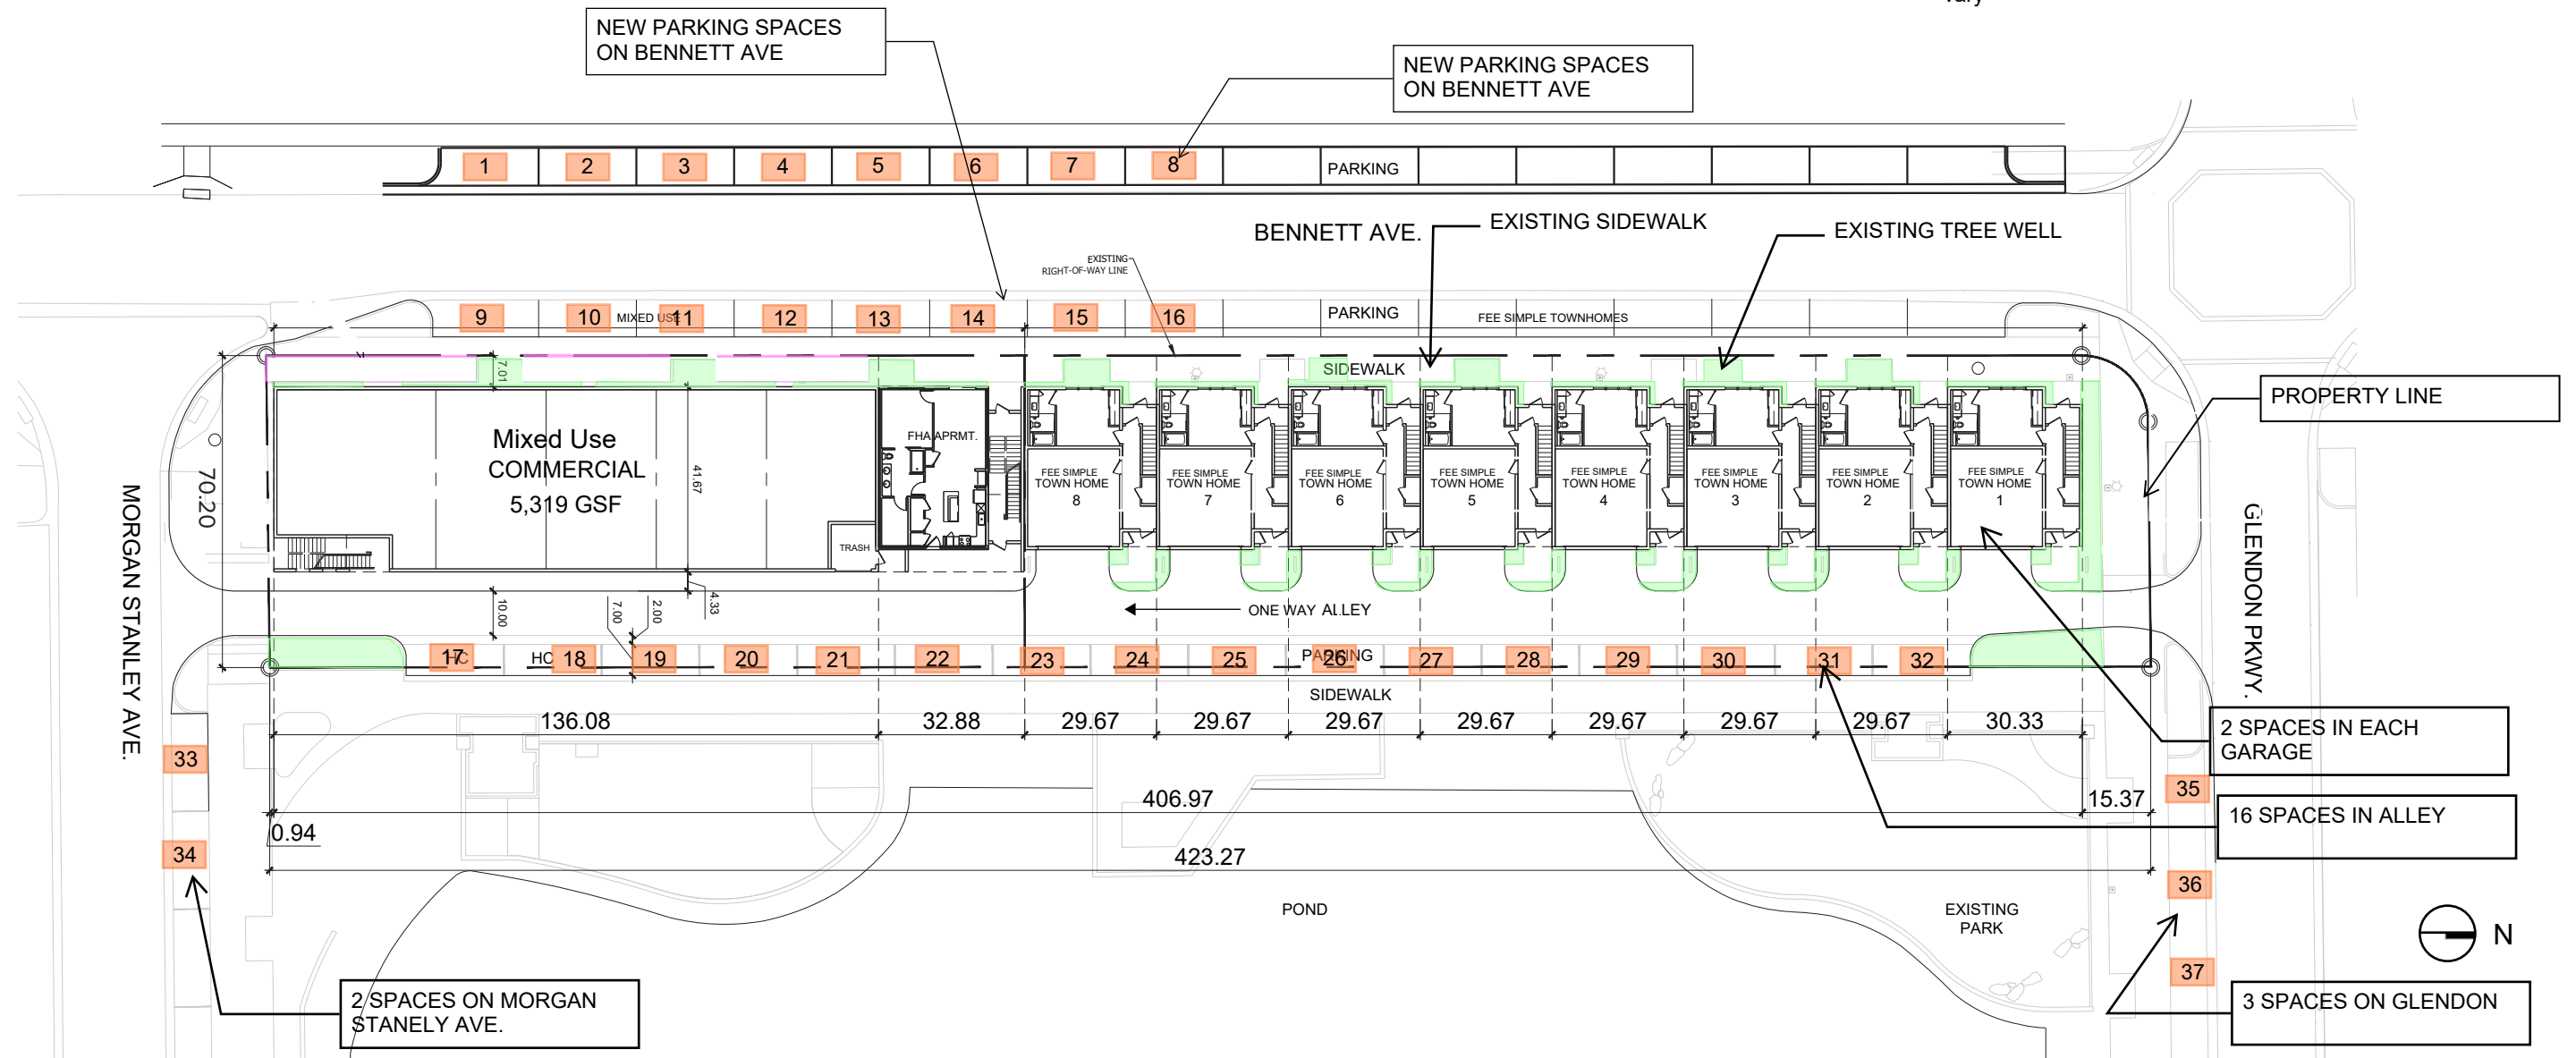 vary
NEW PARKING SPACES
ON BENNETT AVE
NEW PARKING SPACES
ON BENNETT AVE
1
2
3
4
5
6
7
8
PARKING
BENNETT AVE.
EXISTING SIDEWALK
EXISTING TREE WELL
EXISTING
RIGHT-OF-WAY LINE
9
10
MIXED USE
11
12
13
14
15
16
PARKING
FEE SIMPLE TOWNHOMES
7.01
SIDEWALK
PROPERTY LINE
Mixed Use
COMMERCIAL
5,319 GSF
41.67
FHA APRMT.
TRASH
FEE SIMPLE
TOWN HOME
8
FEE SIMPLE
TOWN HOME
7
FEE SIMPLE
TOWN HOME
6
FEE SIMPLE
TOWN HOME
5
FEE SIMPLE
TOWN HOME
4
FEE SIMPLE
TOWN HOME
3
FEE SIMPLE
TOWN HOME
2
FEE SIMPLE
TOWN HOME
1
70.20
MORGAN STANLEY AVE.
GLENDON PKWY.
10.00
7.00
2.00
4.33
ONE WAY ALLEY
HC
17
HC
18
19
20
21
22
23
24
25
PARKING
26
27
28
29
30
31
32
SIDEWALK
136.08
32.88
29.67
29.67
29.67
29.67
29.67
29.67
29.67
30.33
2 SPACES IN EACH
GARAGE
33
34
35
36
37
406.97
15.37
0.94
423.27
16 SPACES IN ALLEY
POND
EXISTING
PARK
N
2 SPACES ON MORGAN
STANELY AVE.
3 SPACES ON GLENDON